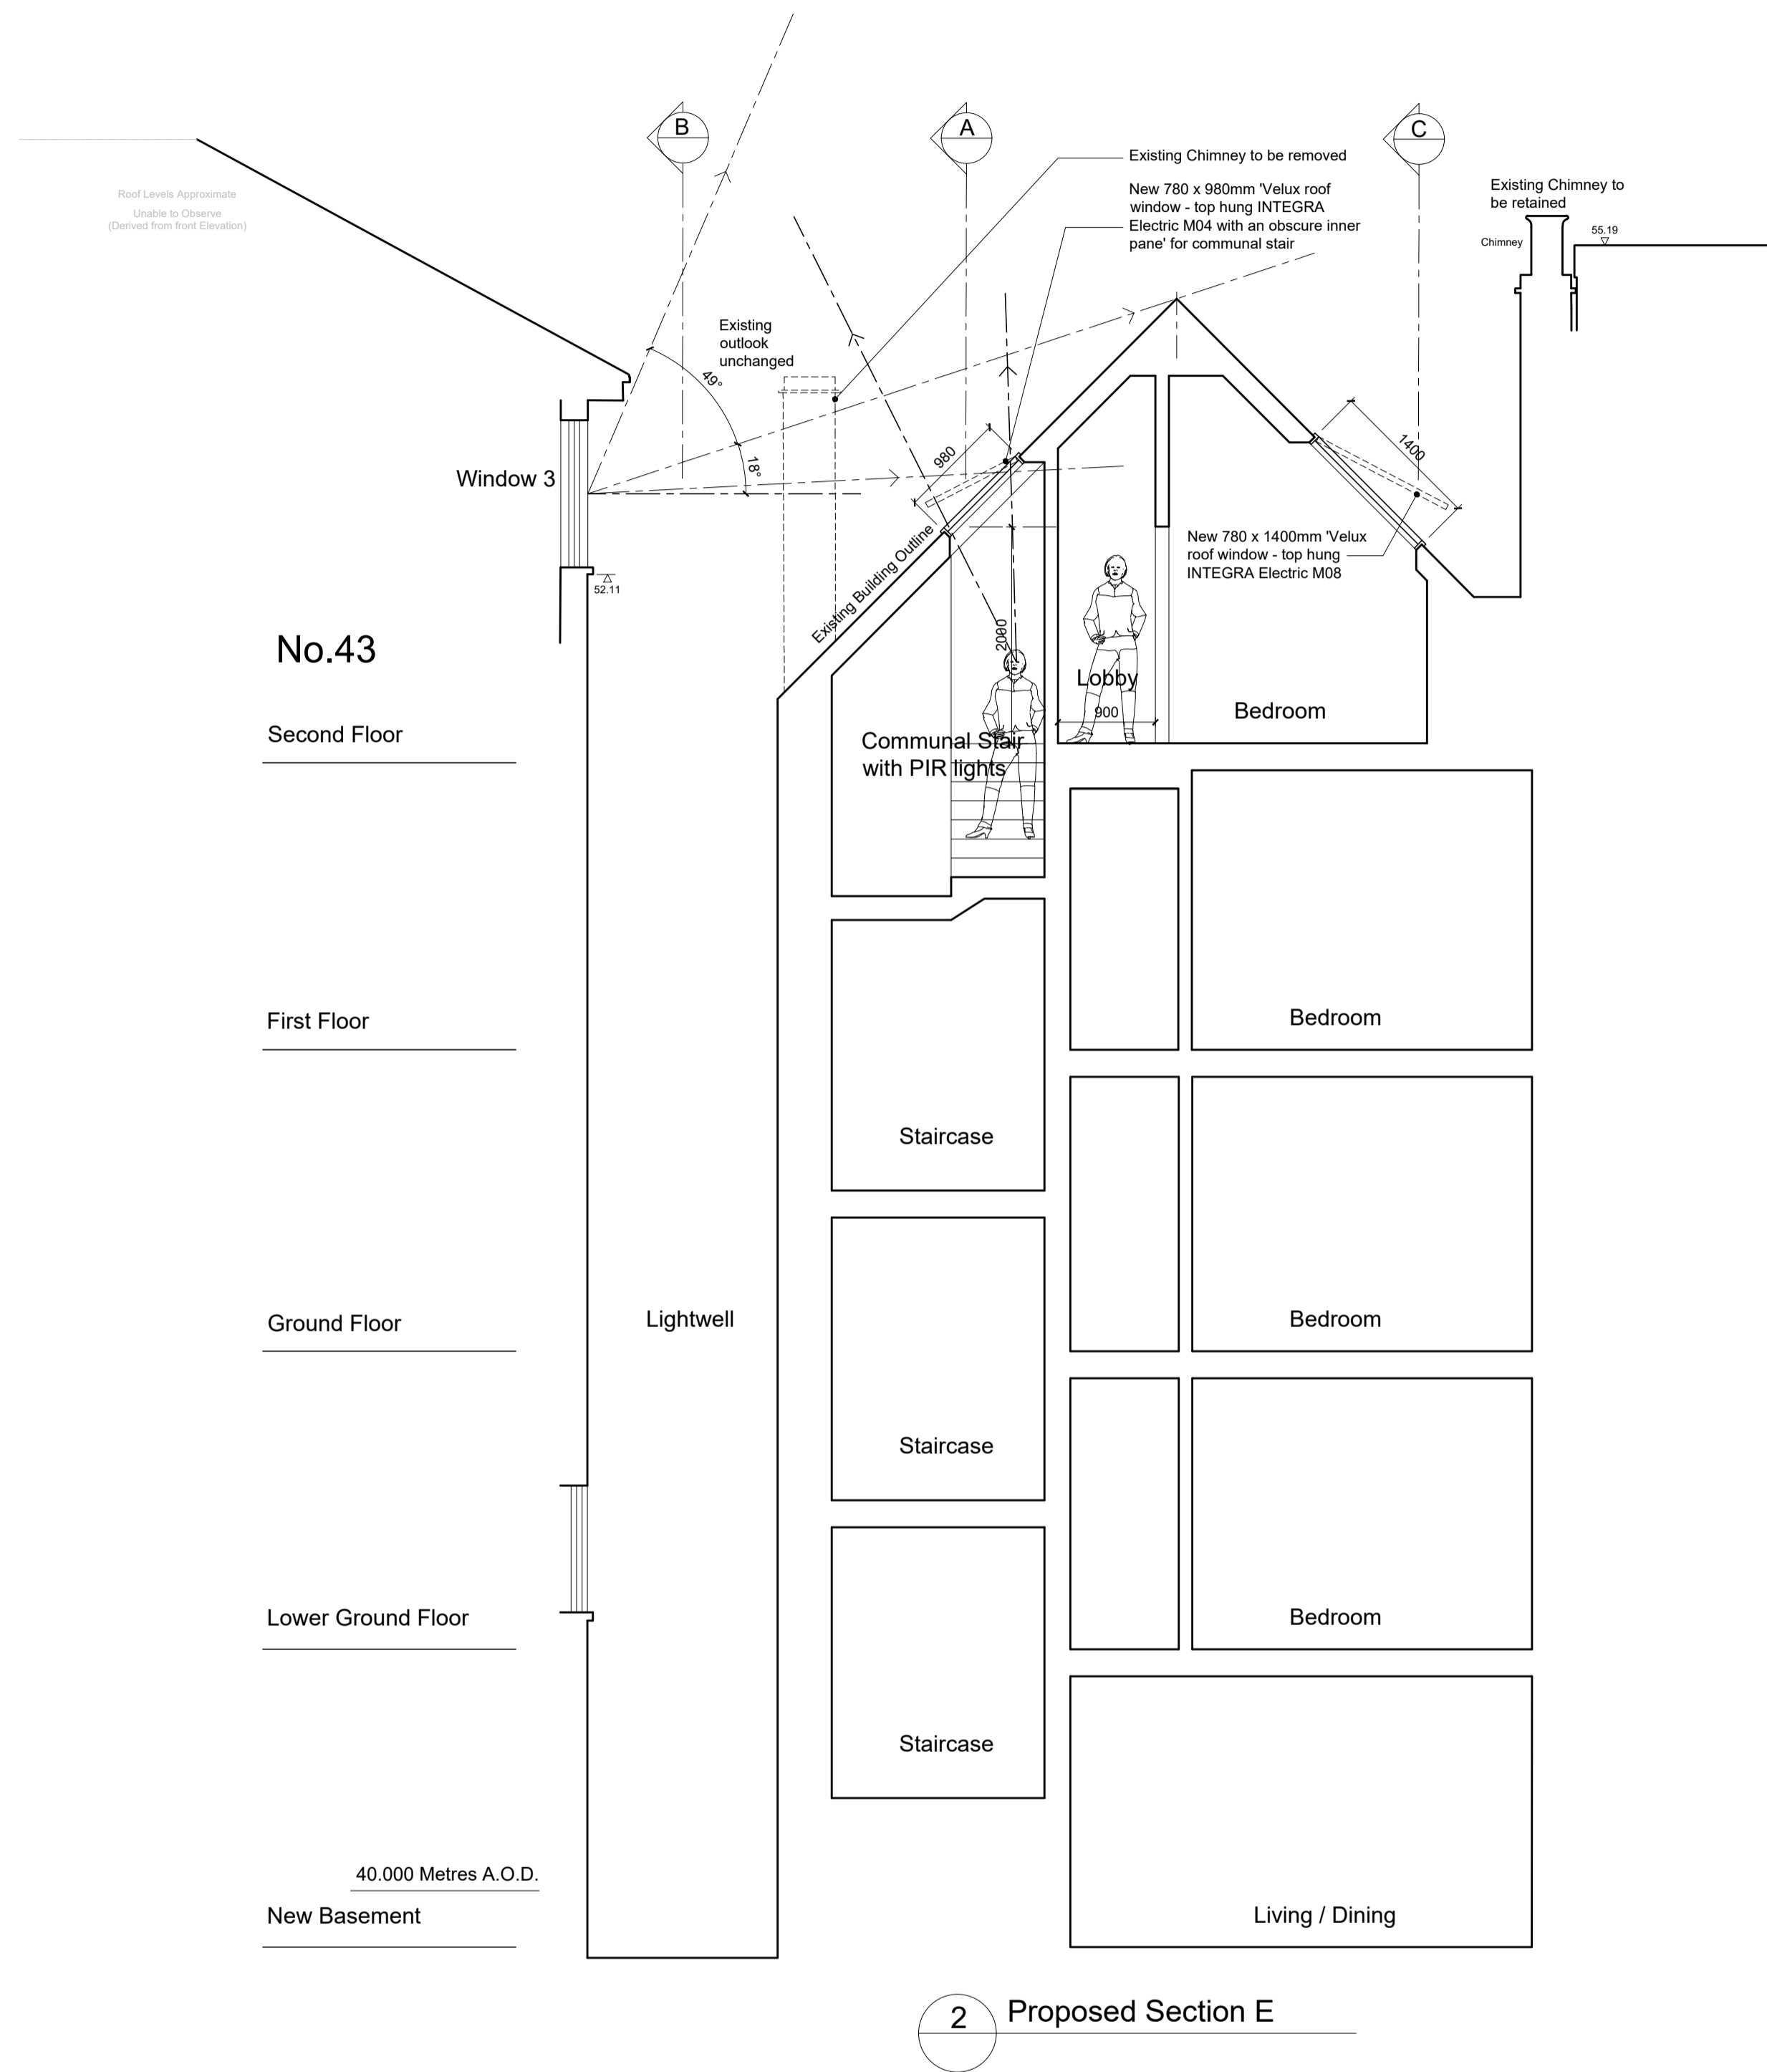 B
A
C
Existing Chimney to be removed
New 780 x 980mm 'Velux roof
window - top hung INTEGRA
Electric M04 with an obscure inner
pane' for communal stair
Existing Chimney to
be retained
Chimney
55.19
Roof Levels Approximate
Unable to Observe
(Derived from front Elevation)
Existing
outlook
unchanged
49°
18°
980
1400
Window 3
52.11
Existing Building Outline
New 780 x 1400mm 'Velux
roof window - top hung
INTEGRA Electric M08
No.43
2000
Lobby
900
Bedroom
Second Floor
Communal Stair
with PIR lights
First Floor
Bedroom
Staircase
Ground Floor
Lightwell
Bedroom
Staircase
Lower Ground Floor
Bedroom
Staircase
40.000 Metres A.O.D.
New Basement
Living / Dining
2
Proposed Section E